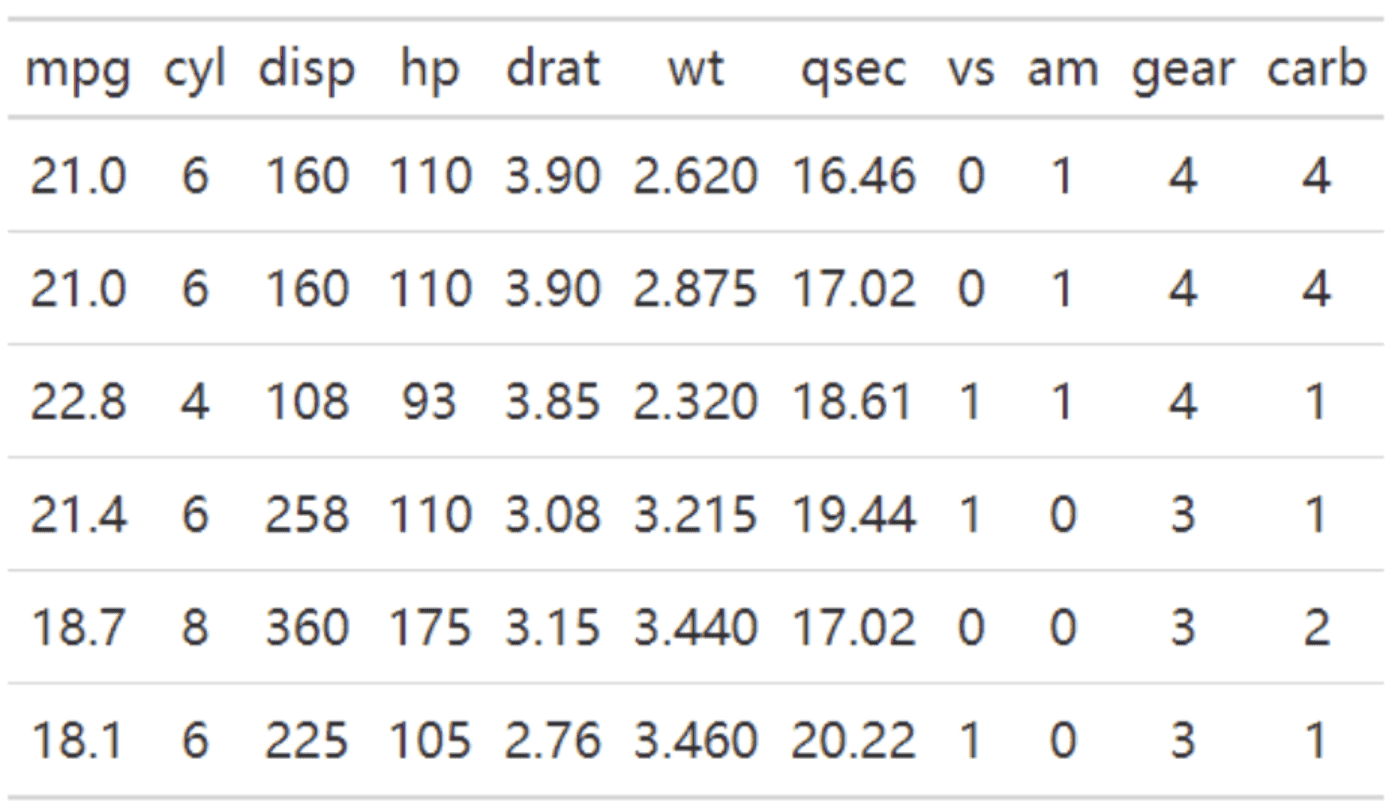 mpg cyl disp hp drat wt qsec vs am gear carb
21.0 6 160 110 3.90 2.620 16.46 0 1 4 4
21.0 6 160 110 3.90 2.875 17.02 0 1 4 4
22.8 4 108 93 3.85 2.320 18.61 1 1 4 1
21.4 6 258 110 3.08 3.215 19.44 1 0 3 1
18.7 8 360 175 3.15 3.440 17.02 0 0 3 2
18.1 6 225 105 2.76 3.460 20.22 1 0 3 1